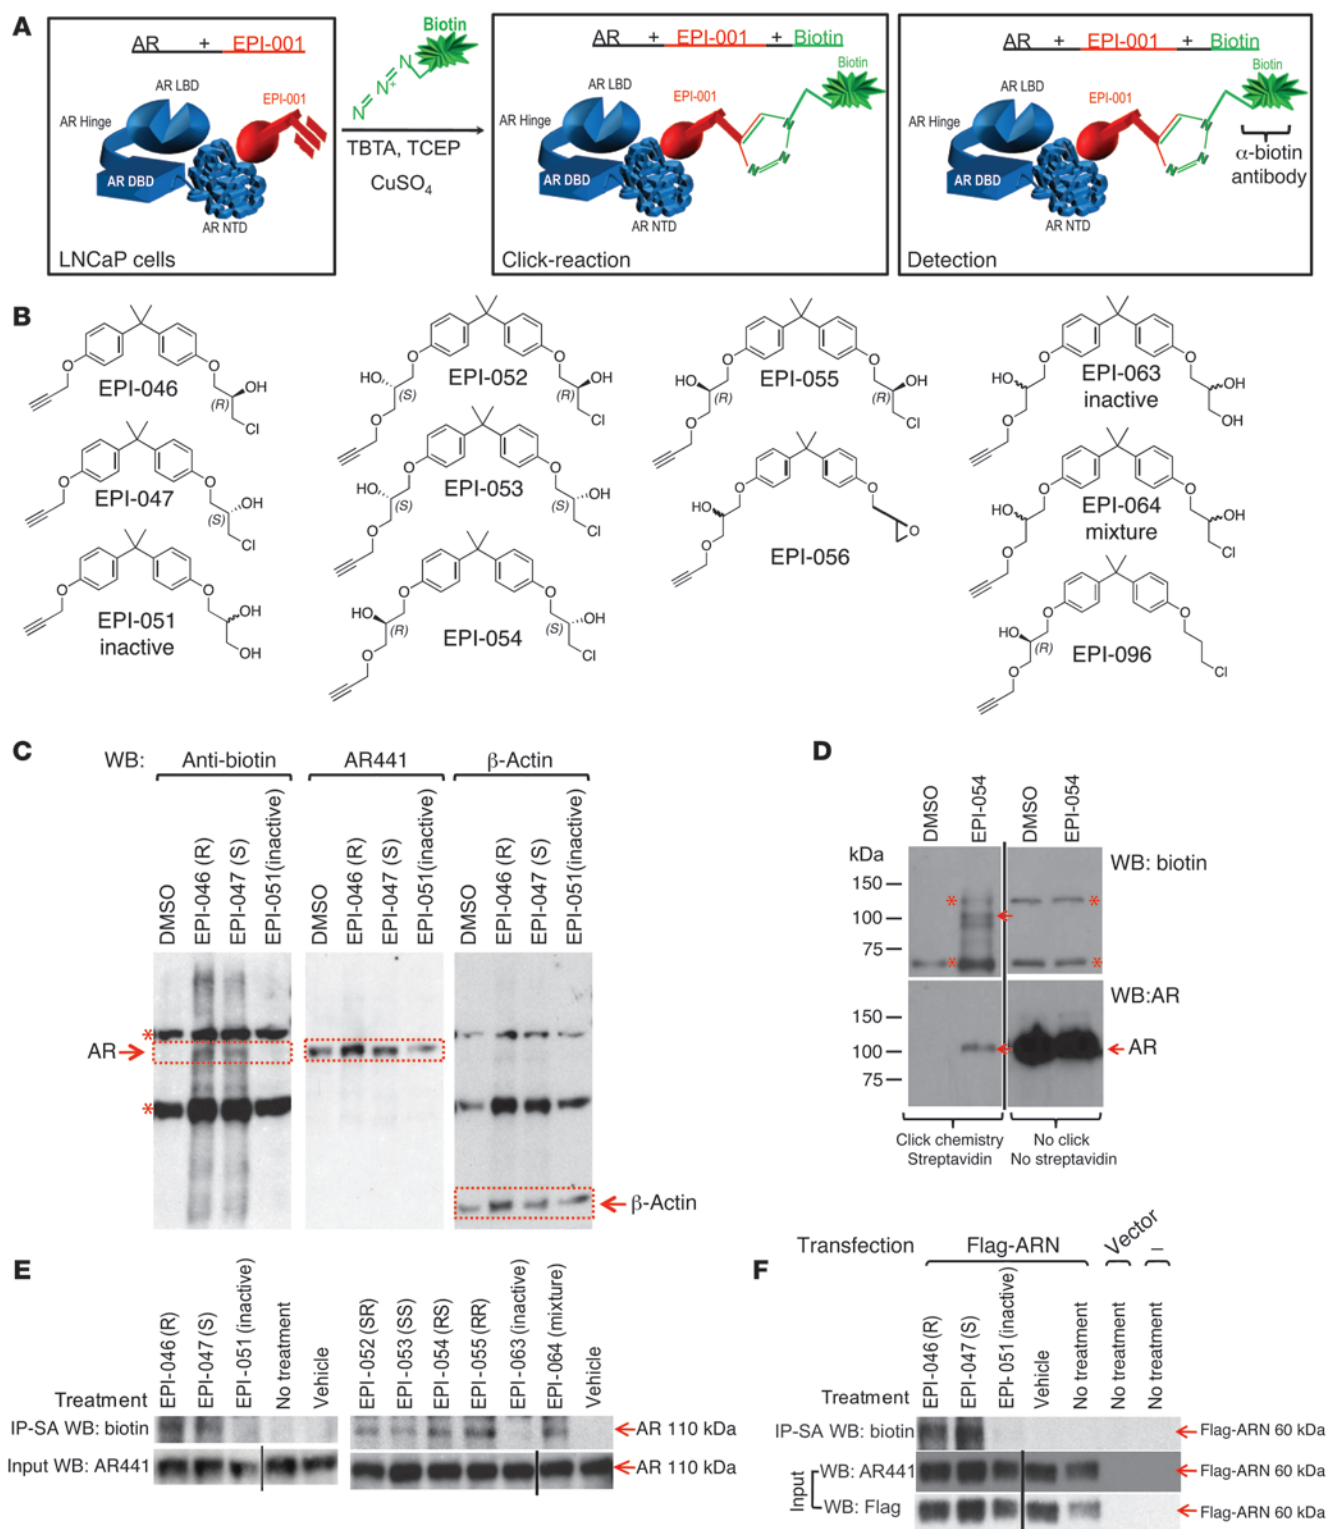 A
AR + EPI-001
AR LBD
EPI-001
AR Hinge
AR DBD
AR NTD
LNCaP cells
Biotin
N=N+=N
TBTA, TCEP
CuSO4
AR + EPI-001 + Biotin
Biotin
AR LBD
EPI-001
AR Hinge
N
N
N
AR DBD
AR NTD
Click-reaction
AR + EPI-001 + Biotin
Biotin
AR LBD
EPI-001
AR Hinge
N
N
N
α-biotin
antibody
AR DBD
AR NTD
Detection
B
O O
OH
(R)
Cl
EPI-046
O O
OH
(S)
Cl
EPI-047
O O
OH
OH
EPI-051
inactive
O O
HO OH
(S) (R)
O Cl
EPI-052
O O
HO OH
(S) (S)
O Cl
EPI-053
O O
HO OH
(R) (S)
O Cl
EPI-054
O O
HO OH
(R) (R)
O Cl
EPI-055
O O
HO O
O
EPI-056
O O
HO OH
O OH
EPI-063
inactive
O O
HO OH
O Cl
EPI-064
mixture
O O
HO
(R)
O Cl
EPI-096
C
WB: Anti-biotin AR441 β-Actin
DMSO
EPI-046 (R)
EPI-047 (S)
EPI-051(inactive)
DMSO
EPI-046 (R)
EPI-047 (S)
EPI-051(inactive)
DMSO
EPI-046 (R)
EPI-047 (S)
EPI-051(inactive)
*
AR
*
β-Actin
D
DMSO
EPI-054
DMSO
EPI-054
kDa
WB: biotin
150
* *
100
75
* *
WB:AR
150
100
AR
75
Click chemistry
Streptavidin
No click
No streptavidin
E
EPI-046 (R)
EPI-047 (S)
EPI-051 (inactive)
No treatment
Vehicle
EPI-052 (SR)
EPI-053 (SS)
EPI-054 (RS)
EPI-055 (RR)
EPI-063 (inactive)
EPI-064 (mixture)
Vehicle
Treatment
IP-SA WB: biotin
AR 110 kDa
Input WB: AR441
AR 110 kDa
F
Transfection Flag-ARN Vector –
EPI-046 (R)
EPI-047 (S)
EPI-051 (inactive)
Vehicle
No treatment
No treatment
No treatment
Treatment
IP-SA WB: biotin
Flag-ARN 60 kDa
Input
WB: AR441
Flag-ARN 60 kDa
WB: Flag
Flag-ARN 60 kDa